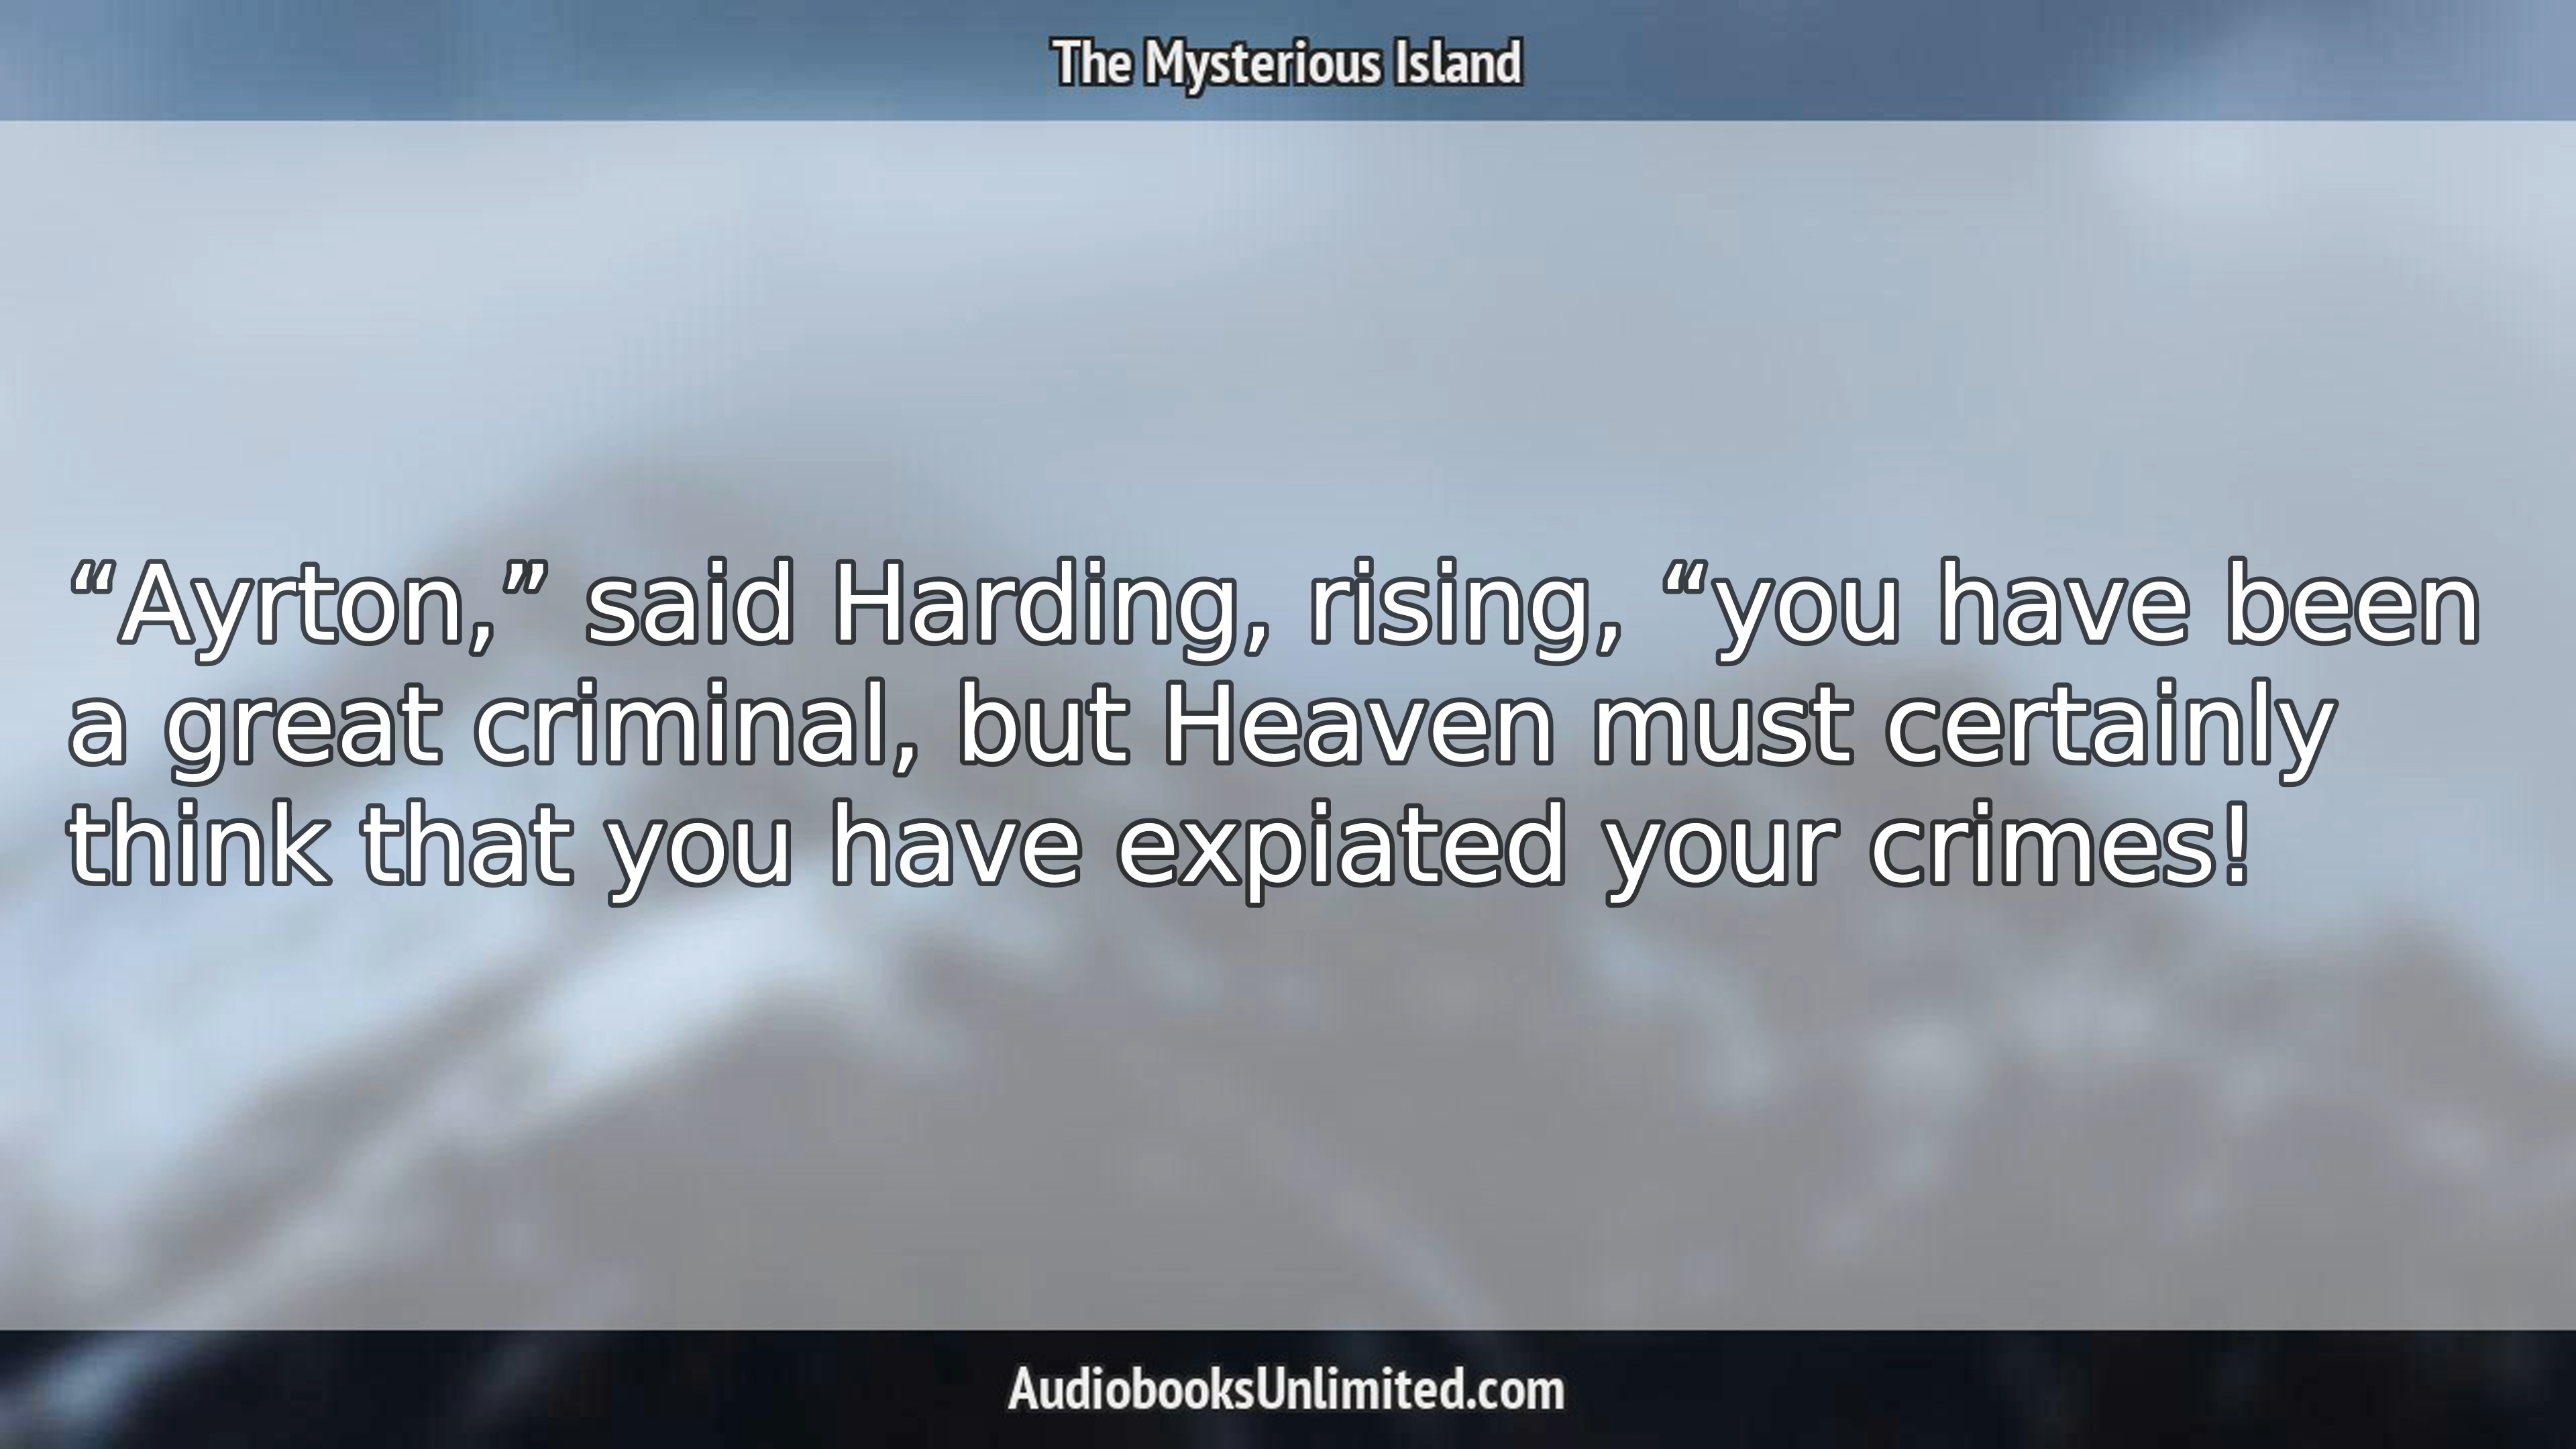 The Mysterious Island
“Ayrton,” said Harding, rising, “you have been
a great criminal, but Heaven must certainly
think that you have expiated your crimes!
AudiobooksUnlimited.com